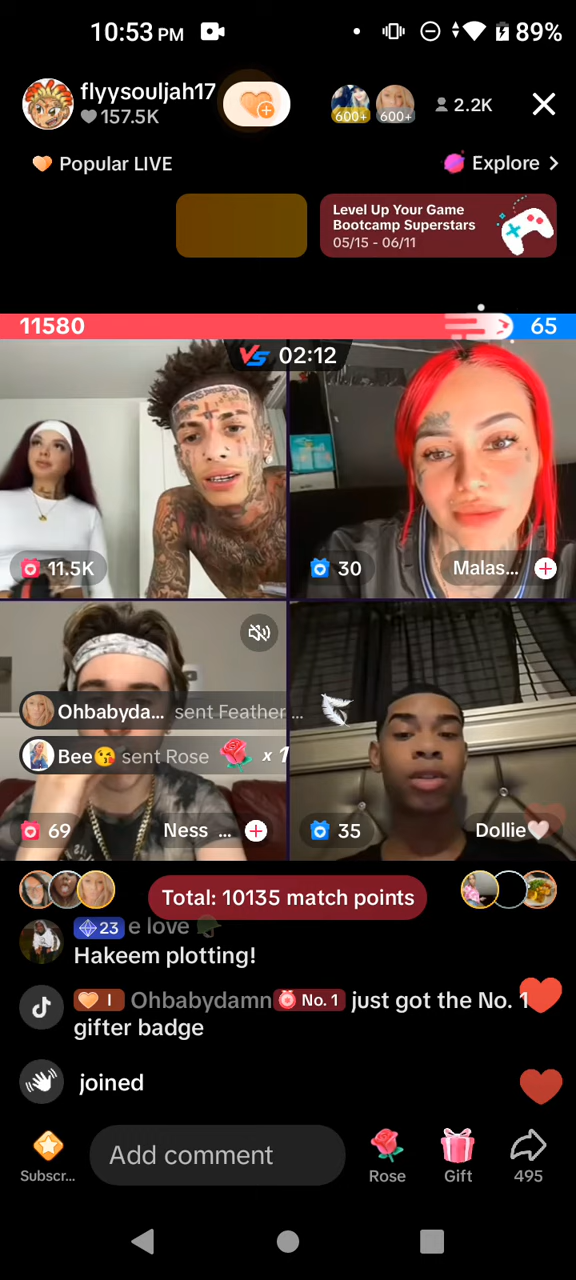 10:53 PM
89%
flyysouljah17
157.5K
600+
600+
2.2K
Popular LIVE
Explore >
Level Up Your Game
Bootcamp Superstars
05/15 - 06/11
11580
65
VS 02:12
11.5K
30
Malas...
Ohbabyda... sent Feather ...
Bee😘 sent Rose x 1
69
Ness ...
35
Dollie🤍
Total: 10135 match points
23 e love
Hakeem plotting!
I Ohbabydamn No. 1 just got the No. 1
gifter badge
joined
Subscr...
Add comment
Rose
Gift
495